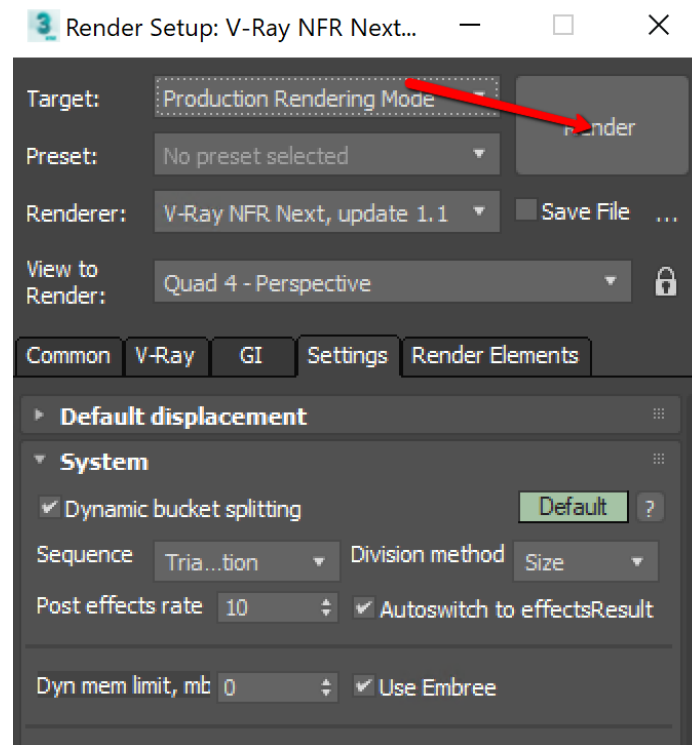 Render Setup: V-Ray NFR Next...
Target: Production Rendering Mode
Render
Preset: No preset selected
Renderer: V-Ray NFR Next, update 1.1 Save File ...
View to Render: Quad 4 - Perspective
Common V-Ray GI Settings Render Elements
Default displacement
System
Dynamic bucket splitting Default ?
Sequence Tria...tion Division method Size
Post effects rate 10 Autoswitch to effectsResult
Dyn mem limit, mb 0 Use Embree